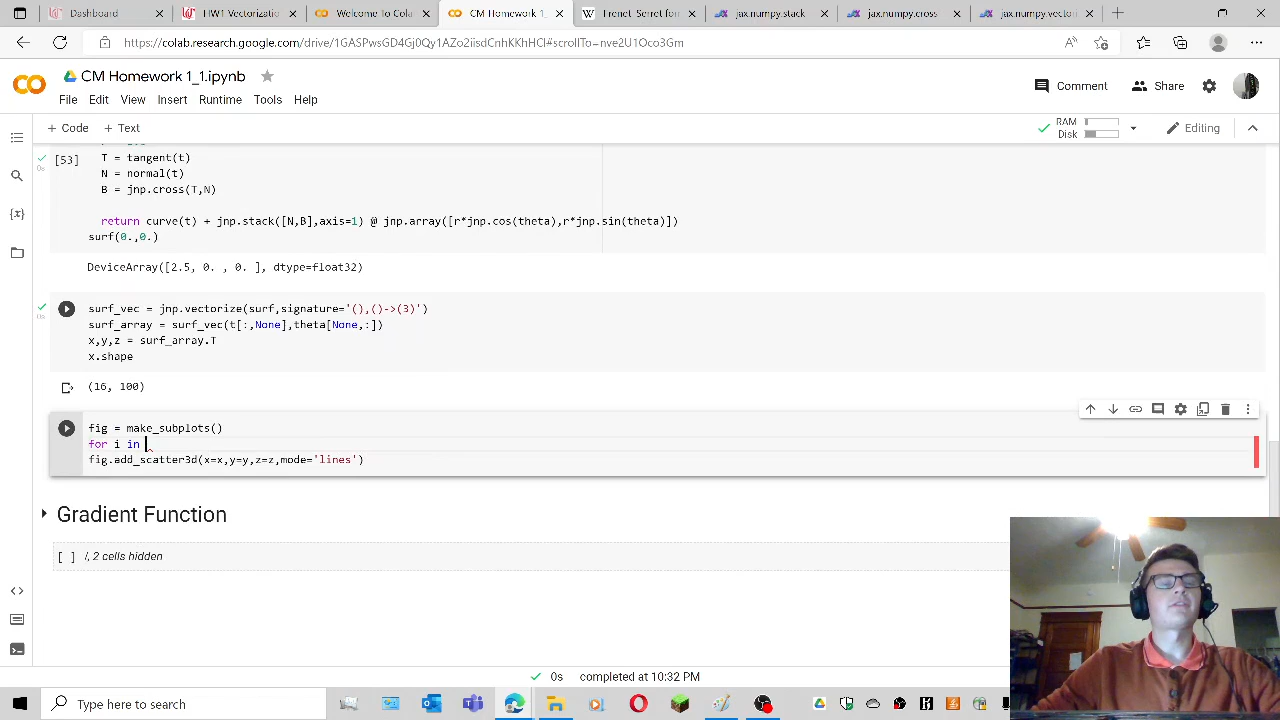 Dashboard
HW1 Vectorizatio
Welcome To Colab
CM Homework 1_1.
Frenet–Serret for
jax.numpy.stack
jax.numpy.cross
jax.numpy.vector
https://colab.research.google.com/drive/1GASPwsGD4Gj0Qy1AZo2iisdCnhKKhHCl#scrollTo=nve2U1Oco3Gm
CM Homework 1_1.ipynb
Comment
Share
File Edit View Insert Runtime Tools Help
+ Code + Text
RAM
Disk
Editing
[53]
T = tangent(t)
N = normal(t)
B = jnp.cross(T,N)
return curve(t) + jnp.stack([N,B],axis=1) @ jnp.array([r*jnp.cos(theta),r*jnp.sin(theta)])
surf(0.,0.)
DeviceArray([2.5, 0. , 0. ], dtype=float32)
surf_vec = jnp.vectorize(surf,signature='(),()->(3)')
surf_array = surf_vec(t[:,None],theta[None,:])
x,y,z = surf_array.T
x.shape
(16, 100)
fig = make_subplots()
for i in
fig.add_scatter3d(x=x,y=y,z=z,mode='lines')
Gradient Function
[ ]
2 cells hidden
0s completed at 10:32 PM
Type here to search